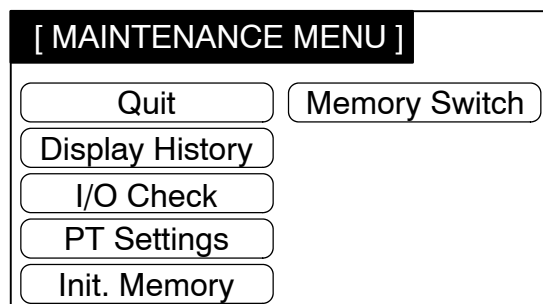 [ MAINTENANCE MENU ]
Quit
Memory Switch
Display History
I/O Check
PT Settings
Init. Memory